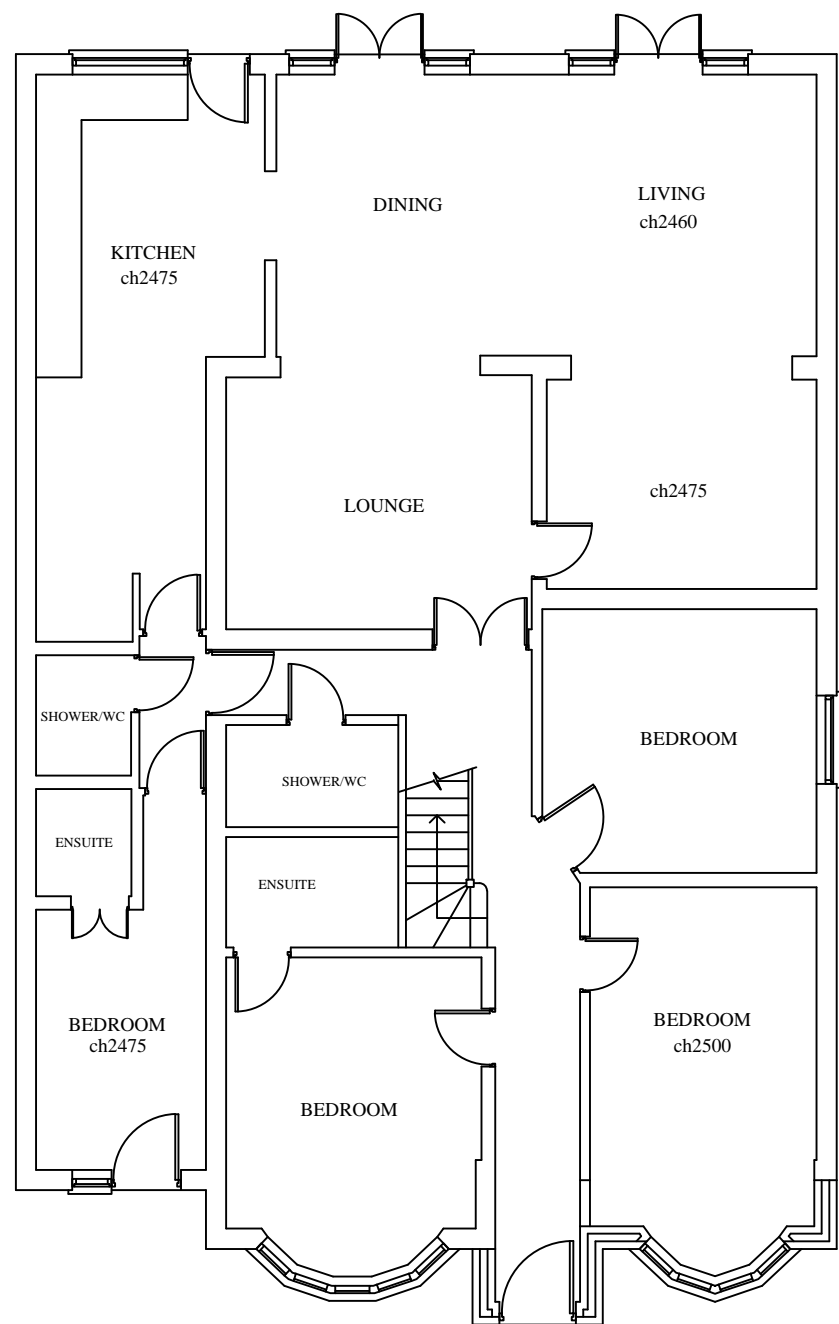 DINING
LIVING
ch2460
KITCHEN
ch2475
LOUNGE
ch2475
SHOWER/WC
BEDROOM
SHOWER/WC
ENSUITE
ENSUITE
BEDROOM
ch2475
BEDROOM
ch2500
BEDROOM